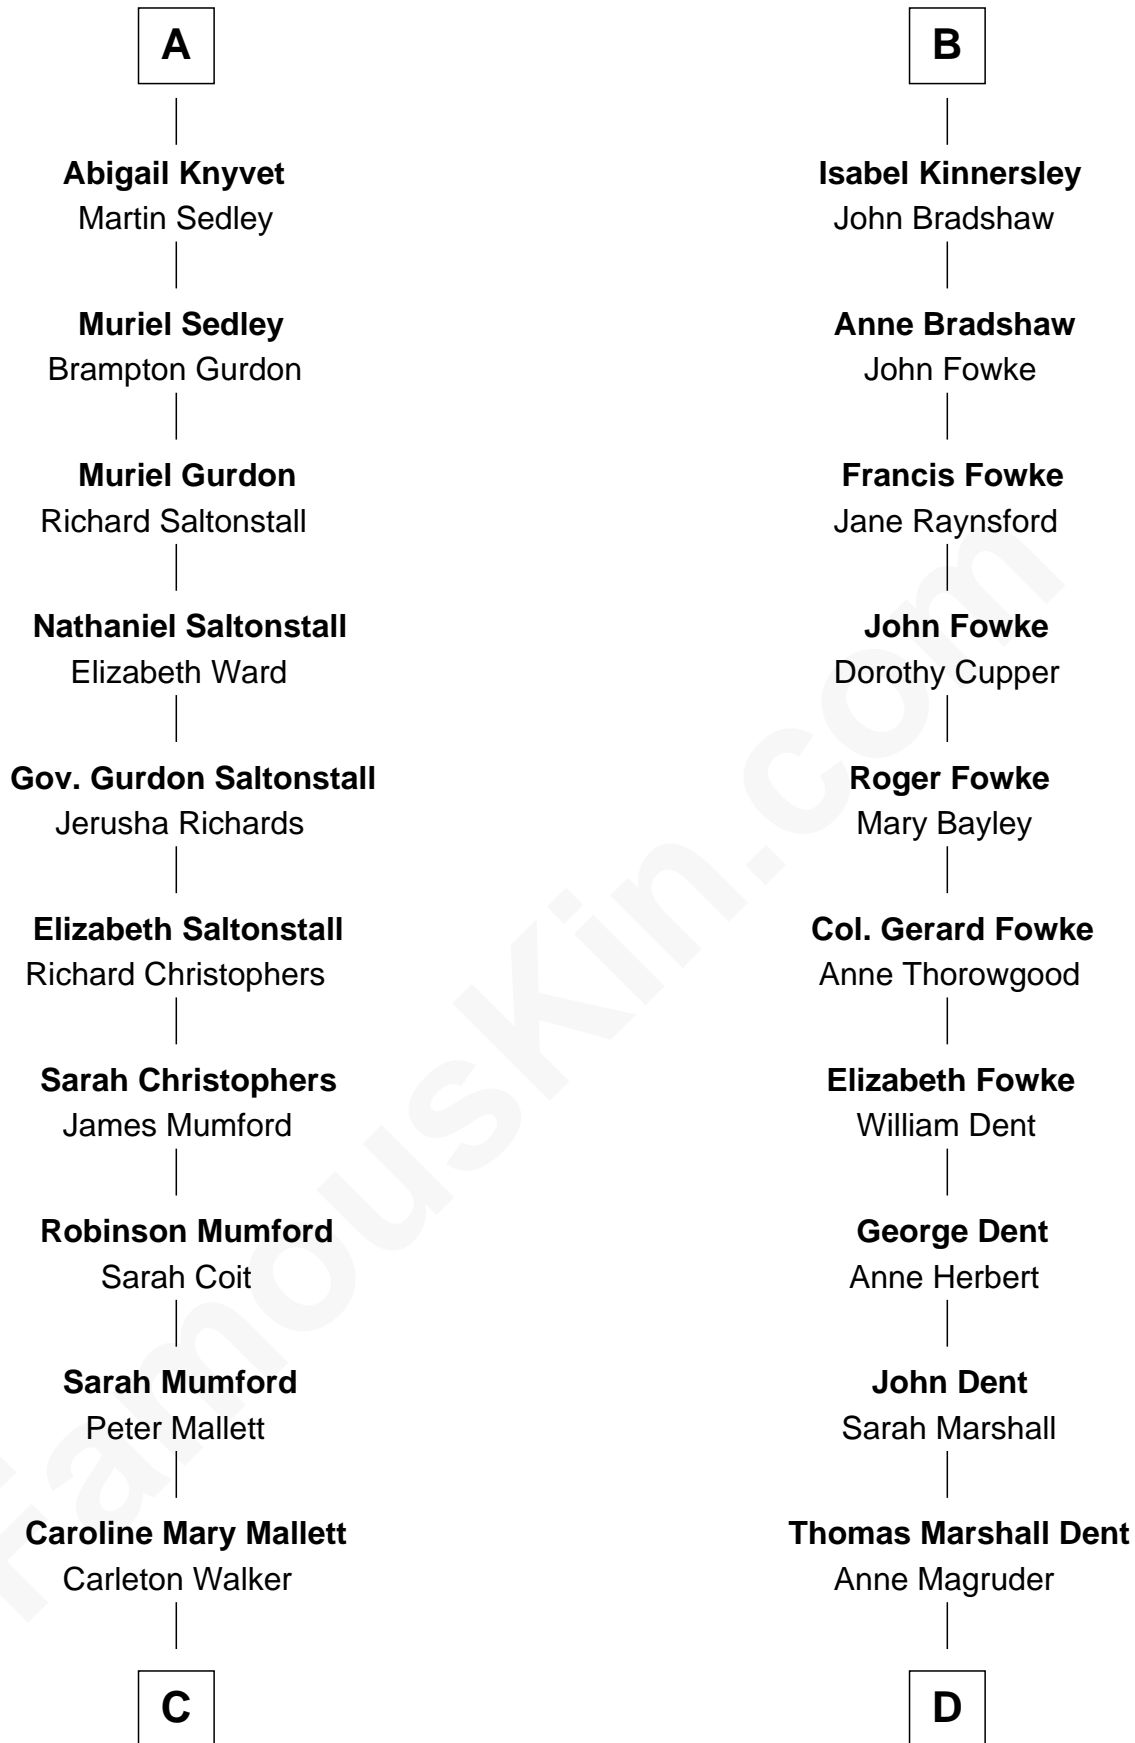 A
Abigail Knyvet
Martin Sedley
Muriel Sedley
Brampton Gurdon
Muriel Gurdon
Richard Saltonstall
Nathaniel Saltonstall
Elizabeth Ward
Gov. Gurdon Saltonstall
Jerusha Richards
Elizabeth Saltonstall
Richard Christophers
Sarah Christophers
James Mumford
Robinson Mumford
Sarah Coit
Sarah Mumford
Peter Mallett
Caroline Mary Mallett
Carleton Walker
C
B
Isabel Kinnersley
John Bradshaw
Anne Bradshaw
John Fowke
Francis Fowke
Jane Raynsford
John Fowke
Dorothy Cupper
Roger Fowke
Mary Bayley
Col. Gerard Fowke
Anne Thorowgood
Elizabeth Fowke
William Dent
George Dent
Anne Herbert
John Dent
Sarah Marshall
Thomas Marshall Dent
Anne Magruder
D
FamousKin.com